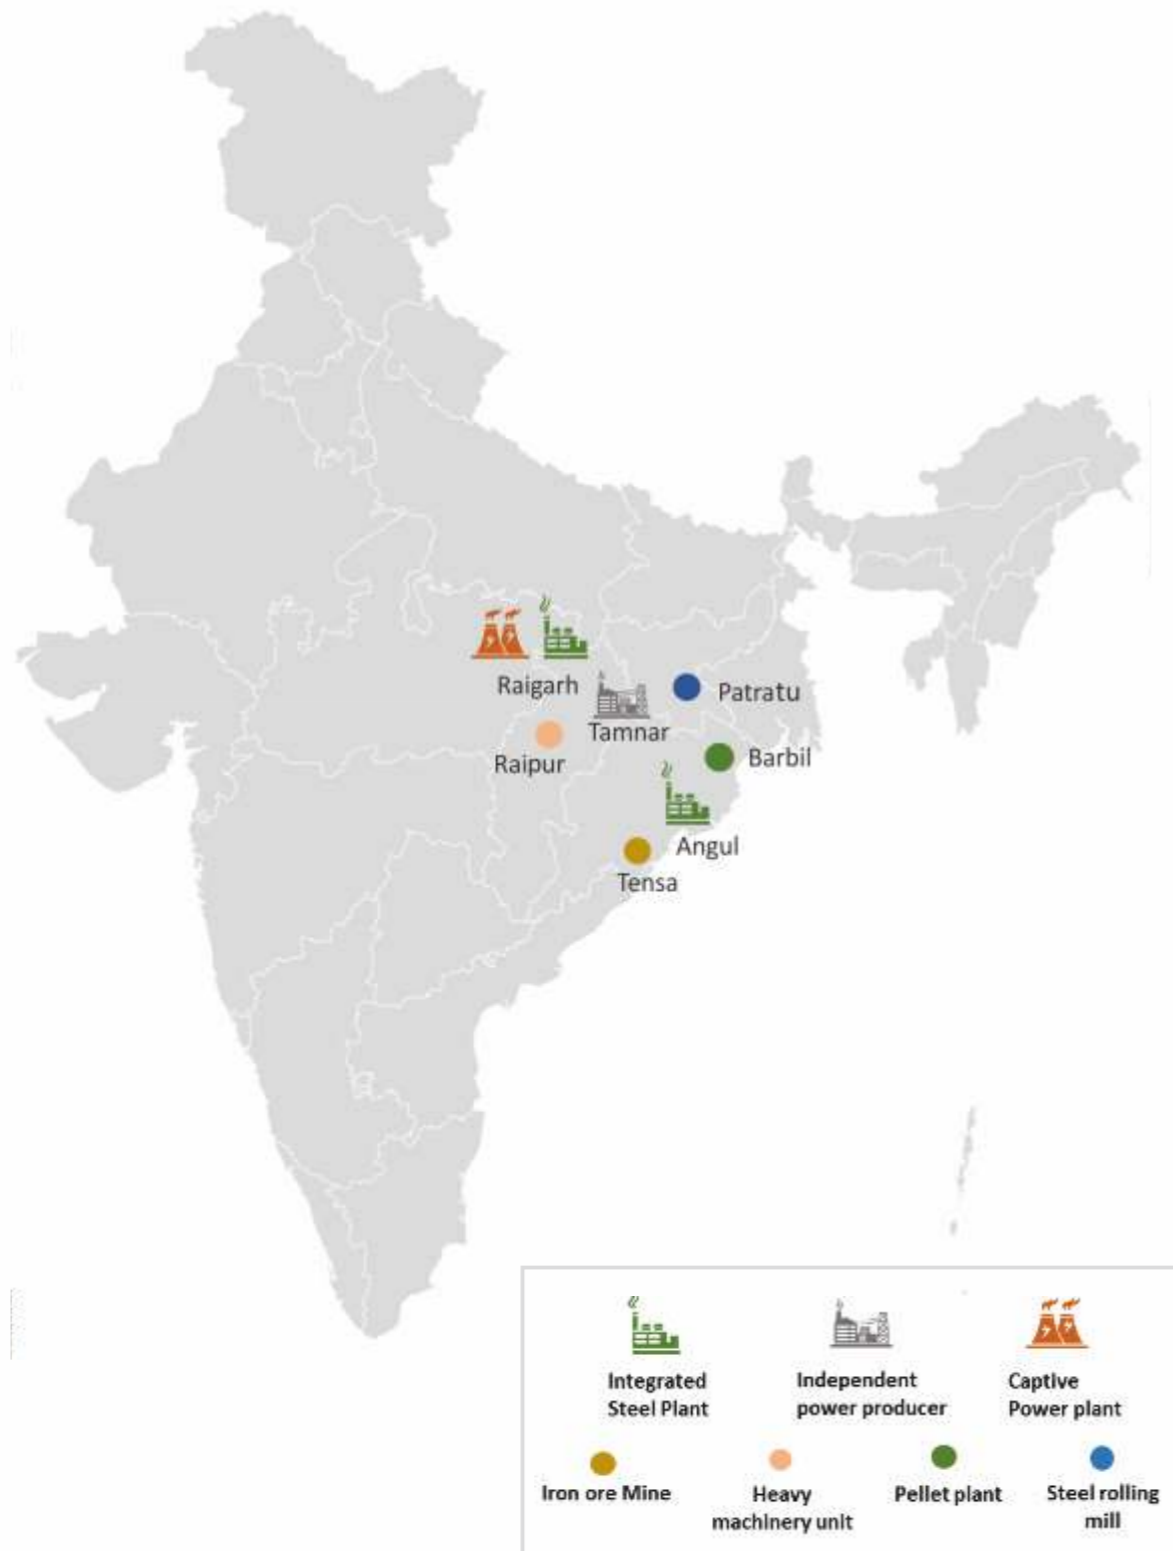 Raigarh
Patratu
Tamnar
Raipur
Barbil
Angul
Tensa
Integrated
Steel Plant
Independent
power producer
Captive
Power plant
Iron ore Mine
Heavy
machinery unit
Pellet plant
Steel rolling
mill